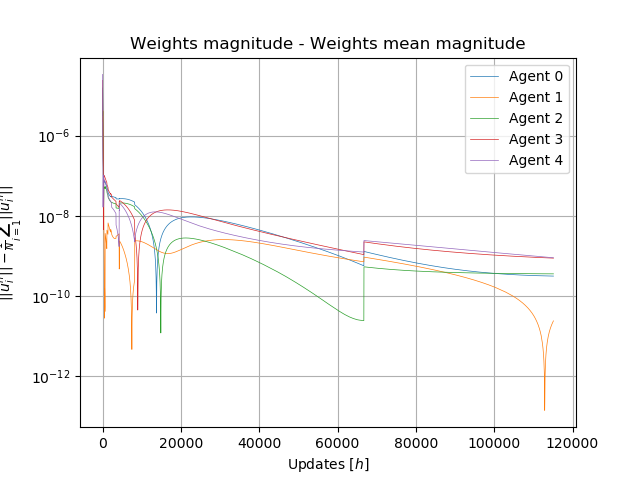 Weights magnitude - Weights mean magnitude
Agent 0
Agent 1
Agent 2
Agent 3
Agent 4
10⁻⁶
10⁻⁸
10⁻¹⁰
10⁻¹²
0
20000
40000
60000
80000
100000
120000
Updates [h]